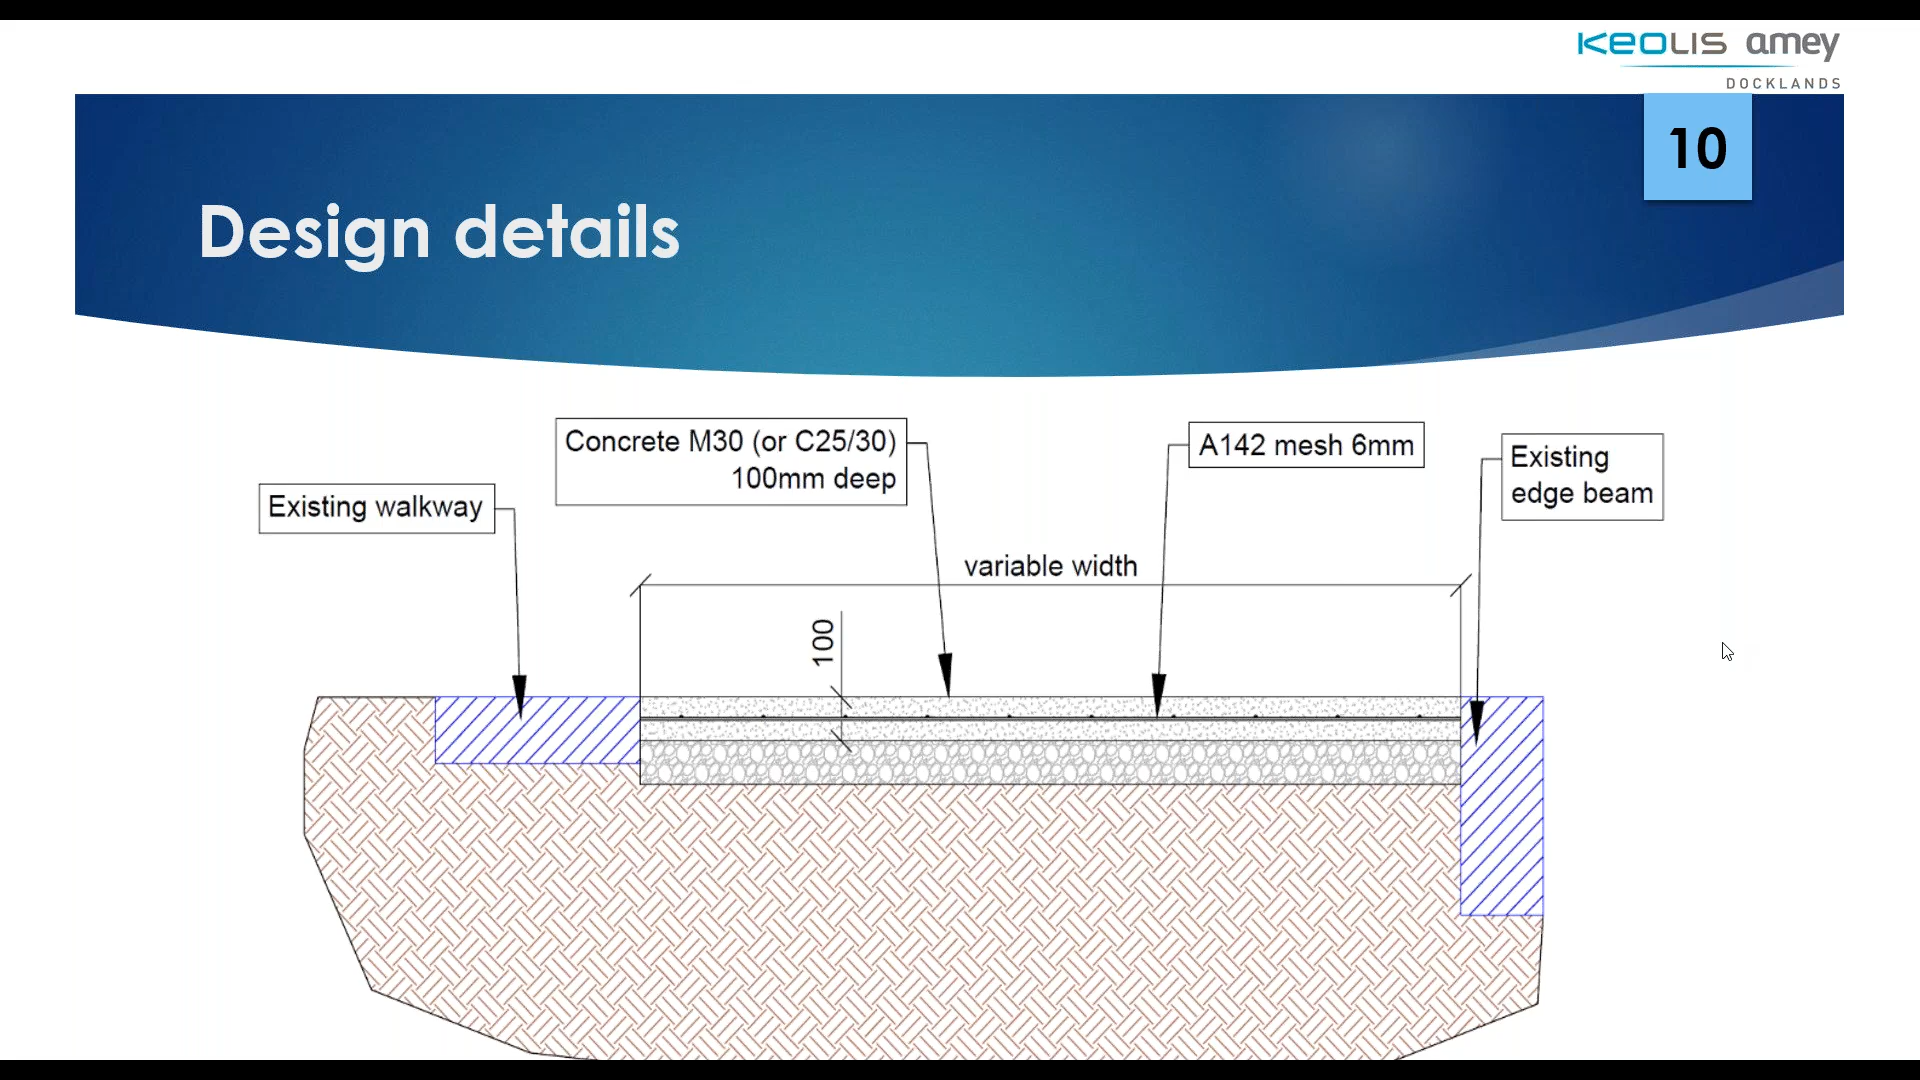 KEOLIS amey
DOCKLANDS
10
Design details
Concrete M30 (or C25/30)
100mm deep
A142 mesh 6mm
Existing
edge beam
Existing walkway
variable width
100